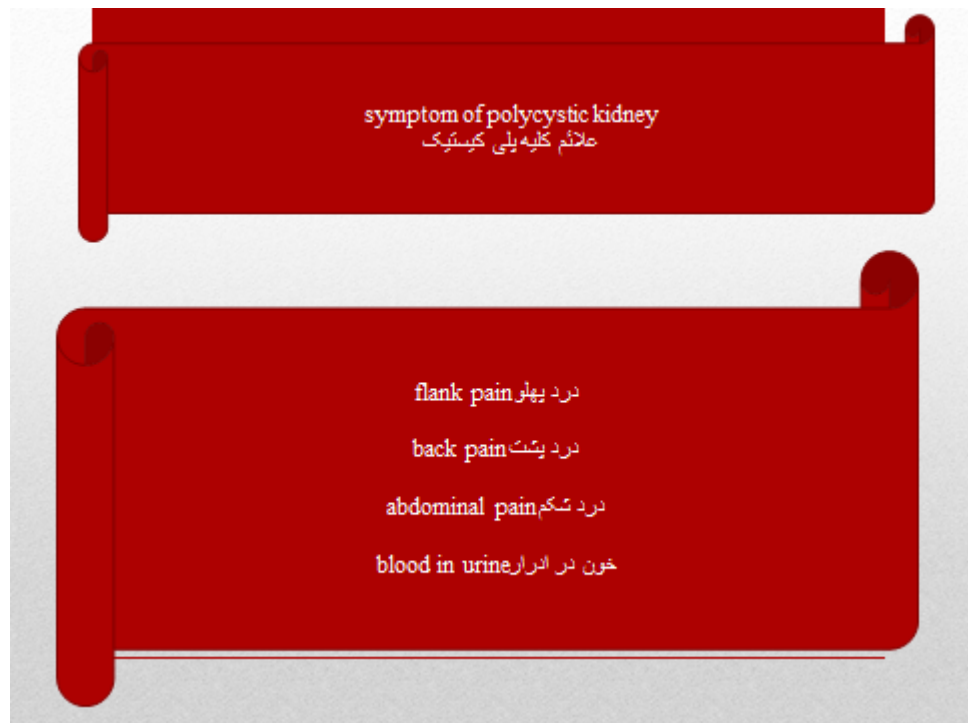 symptom of polycystic kidney
علائم کلیه پلی کیستیک
flank pain درد پهلو
back pain درد پشت
abdominal pain درد شکم
blood in urine خون در ادرار